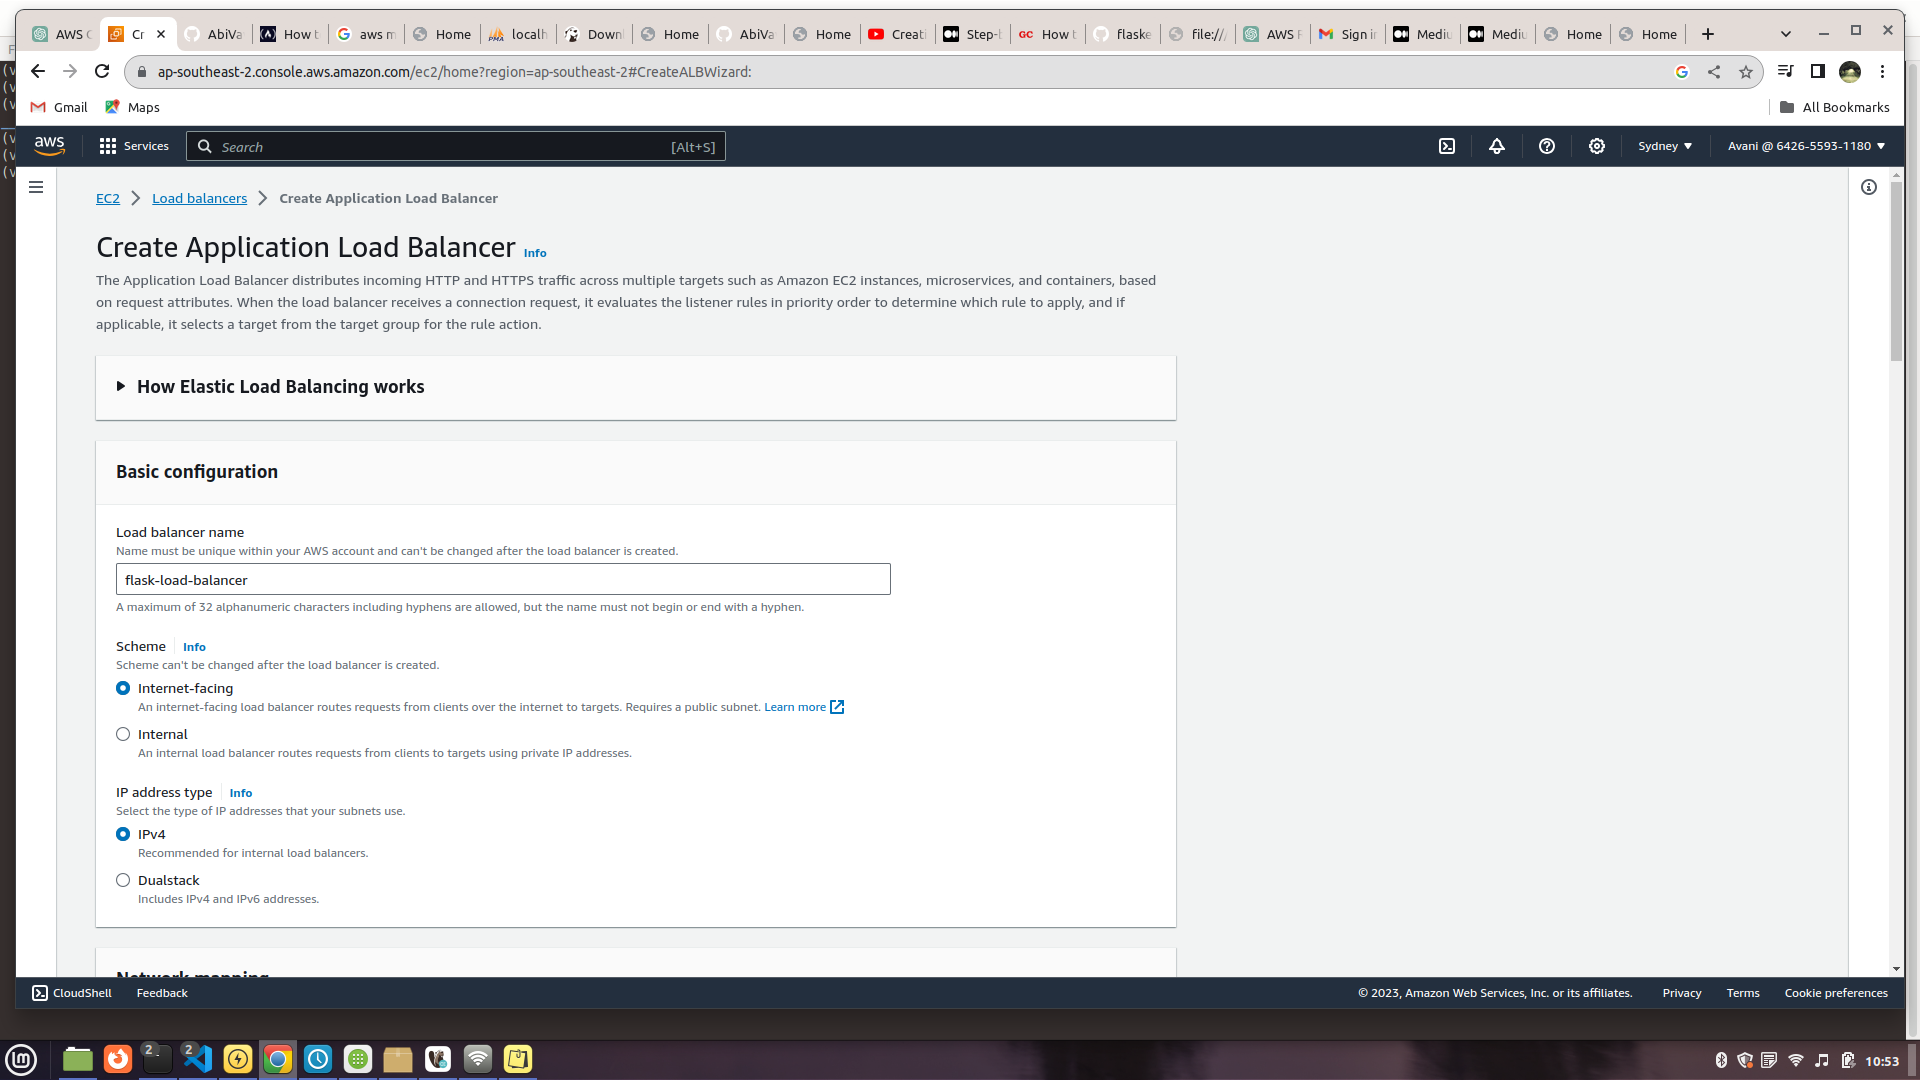 AWS C
Cr
AbiVa
How t
aws m
Home
localh
Down
Home
AbiVa
Home
Creati
Step-b
GC How t
flaske
file:///
AWS R
Sign in
Mediu
Mediu
Home
Home
ap-southeast-2.console.aws.amazon.com/ec2/home?region=ap-southeast-2#CreateALBWizard:
Gmail
Maps
All Bookmarks
aws
Services
Search
[Alt+S]
Sydney
Avani @ 6426-5593-1180
EC2
Load balancers
Create Application Load Balancer
Create Application Load Balancer Info
The Application Load Balancer distributes incoming HTTP and HTTPS traffic across multiple targets such as Amazon EC2 instances, microservices, and containers, based
on request attributes. When the load balancer receives a connection request, it evaluates the listener rules in priority order to determine which rule to apply, and if
applicable, it selects a target from the target group for the rule action.
How Elastic Load Balancing works
Basic configuration
Load balancer name
Name must be unique within your AWS account and can't be changed after the load balancer is created.
flask-load-balancer
A maximum of 32 alphanumeric characters including hyphens are allowed, but the name must not begin or end with a hyphen.
Scheme Info
Scheme can't be changed after the load balancer is created.
Internet-facing
An internet-facing load balancer routes requests from clients over the internet to targets. Requires a public subnet. Learn more
Internal
An internal load balancer routes requests from clients to targets using private IP addresses.
IP address type Info
Select the type of IP addresses that your subnets use.
IPv4
Recommended for internal load balancers.
Dualstack
Includes IPv4 and IPv6 addresses.
Network mapping
CloudShell
Feedback
© 2023, Amazon Web Services, Inc. or its affiliates.
Privacy
Terms
Cookie preferences
2
2
10:53